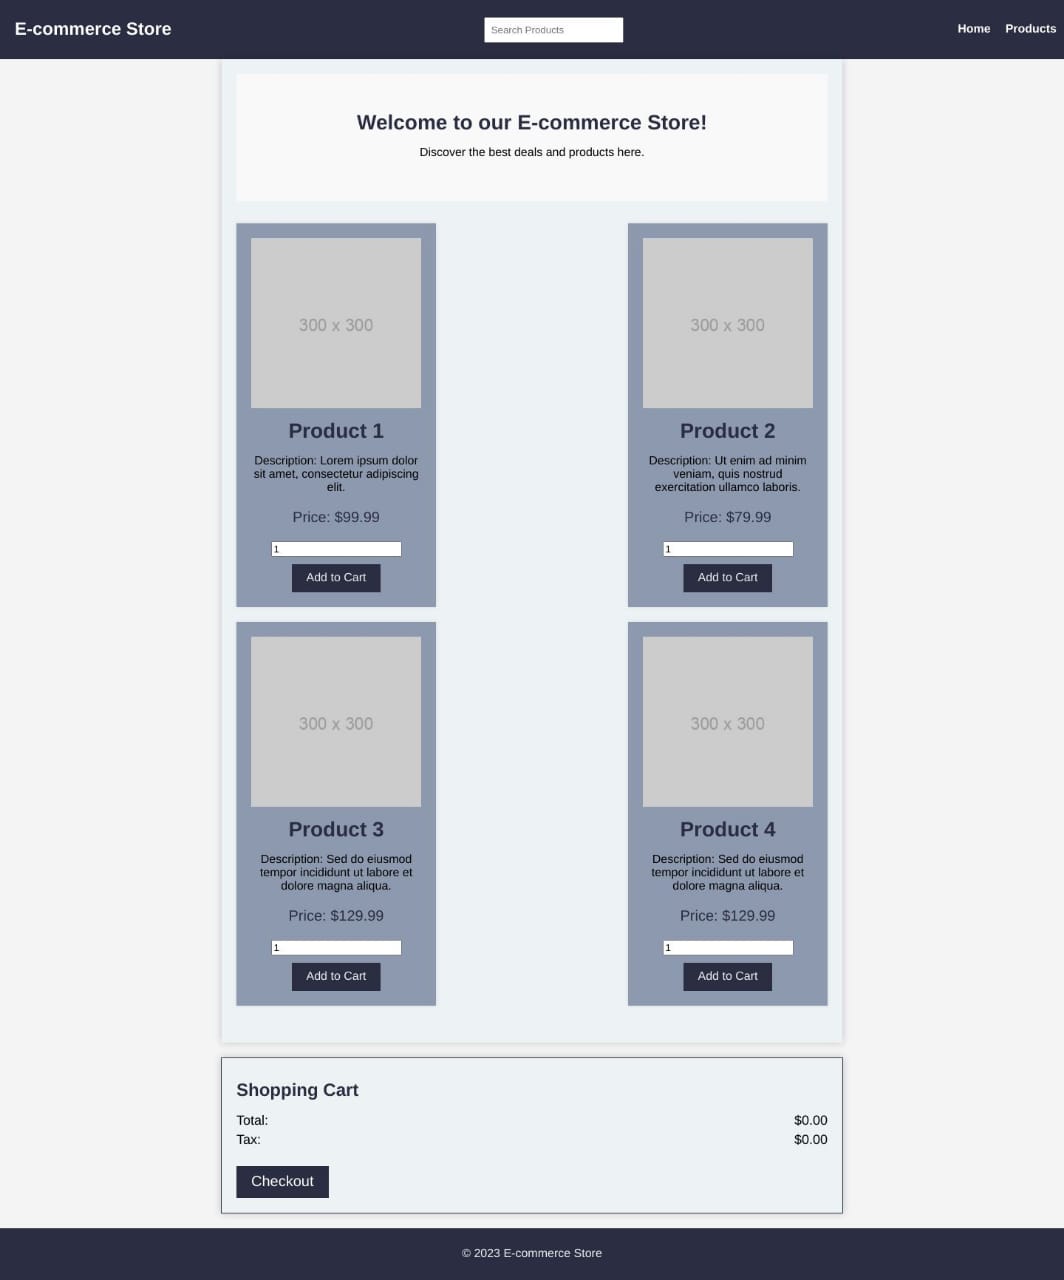 E-commerce Store
Search Products
Home Products
Welcome to our E-commerce Store!
Discover the best deals and products here.
300 x 300
Product 1
Description: Lorem ipsum dolor
sit amet, consectetur adipiscing
elit.
Price: $99.99
1
Add to Cart
300 x 300
Product 2
Description: Ut enim ad minim
veniam, quis nostrud
exercitation ullamco laboris.
Price: $79.99
1
Add to Cart
300 x 300
Product 3
Description: Sed do eiusmod
tempor incididunt ut labore et
dolore magna aliqua.
Price: $129.99
1
Add to Cart
300 x 300
Product 4
Description: Sed do eiusmod
tempor incididunt ut labore et
dolore magna aliqua.
Price: $129.99
1
Add to Cart
Shopping Cart
Total: $0.00
Tax: $0.00
Checkout
© 2023 E-commerce Store